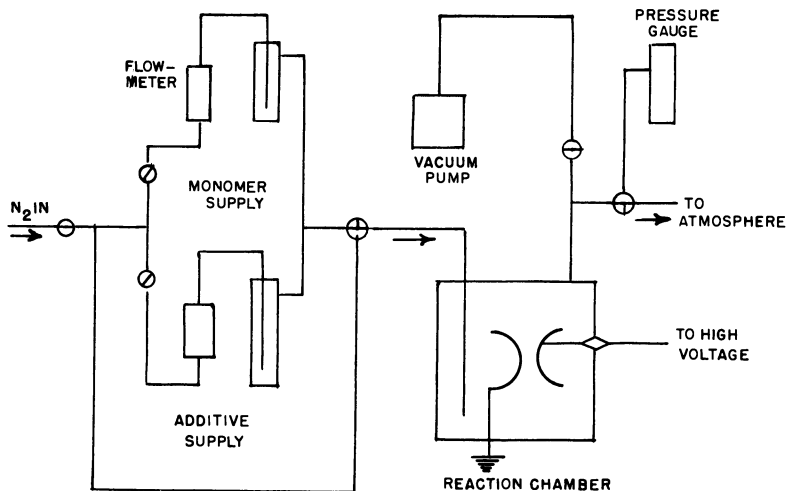 PRESSURE
GAUGE
FLOW-
METER
VACUUM
PUMP
MONOMER
SUPPLY
N2 IN
TO
ATMOSPHERE
TO HIGH
VOLTAGE
ADDITIVE
SUPPLY
REACTION CHAMBER